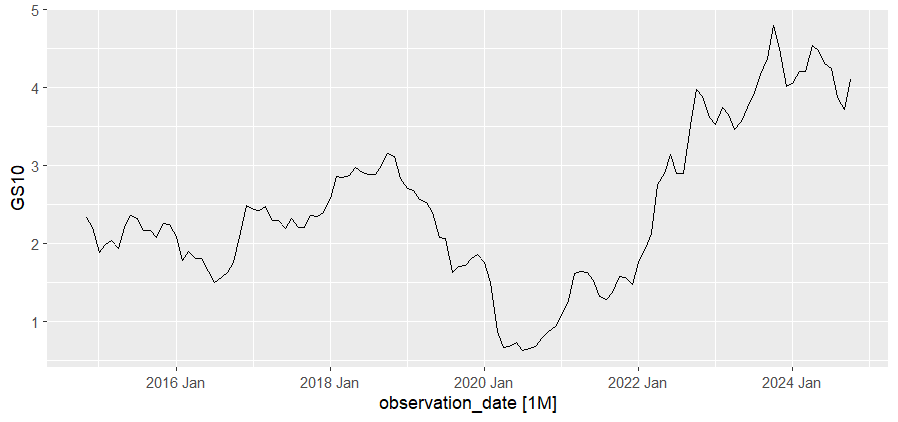 5
4
3
2
1
GS10
2016 Jan
2018 Jan
2020 Jan
2022 Jan
2024 Jan
observation_date [1M]